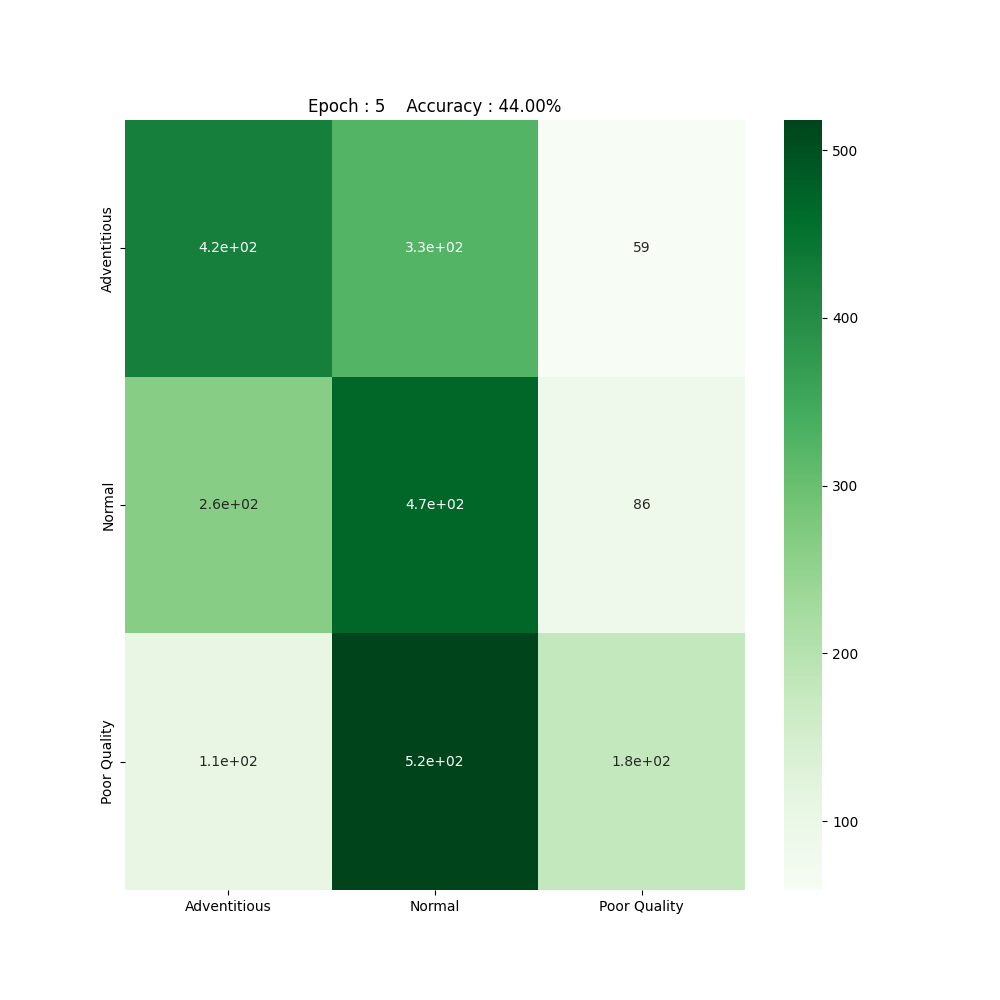 Epoch : 5    Accuracy : 44.00%
Adventitious
4.2e+02
3.3e+02
59
Normal
2.6e+02
4.7e+02
86
Poor Quality
1.1e+02
5.2e+02
1.8e+02
Adventitious
Normal
Poor Quality
500
400
300
200
100